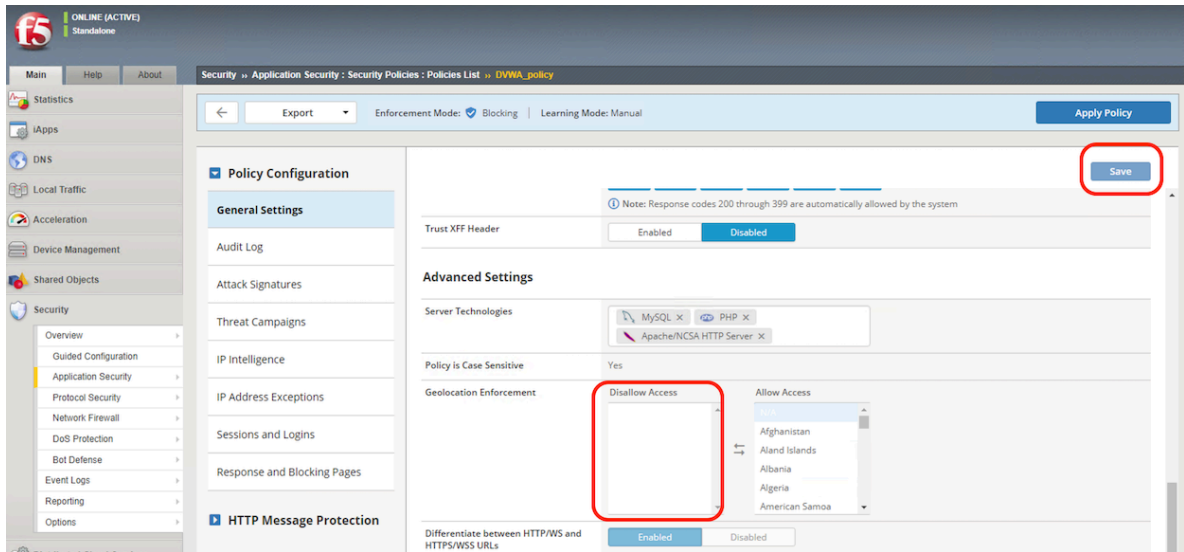 f5
ONLINE (ACTIVE)
Standalone
Main Help About
Security » Application Security : Security Policies : Policies List » DVWA_policy
Statistics
iApps
DNS
Local Traffic
Acceleration
Device Management
Shared Objects
Security
Overview
Guided Configuration
Application Security
Protocol Security
Network Firewall
DoS Protection
Bot Defense
Event Logs
Reporting
Options
Export
Enforcement Mode: Blocking | Learning Mode: Manual
Apply Policy
Policy Configuration
General Settings
Audit Log
Attack Signatures
Threat Campaigns
IP Intelligence
IP Address Exceptions
Sessions and Logins
Response and Blocking Pages
HTTP Message Protection
Save
Note: Response codes 200 through 399 are automatically allowed by the system
Trust XFF Header
Enabled Disabled
Advanced Settings
Server Technologies
MySQL × PHP ×
Apache/NCSA HTTP Server ×
Policy is Case Sensitive
Yes
Geolocation Enforcement
Disallow Access
Allow Access
N/A
Afghanistan
Aland Islands
Albania
Algeria
American Samoa
Differentiate between HTTP/WS and
HTTPS/WSS URLs
Enabled Disabled